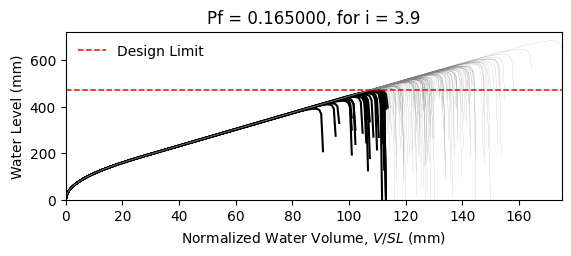 Pf = 0.165000, for i = 3.9
Water Level (mm)
600
400
200
0
Design Limit
0 20 40 60 80 100 120 140 160
Normalized Water Volume, V/SL (mm)